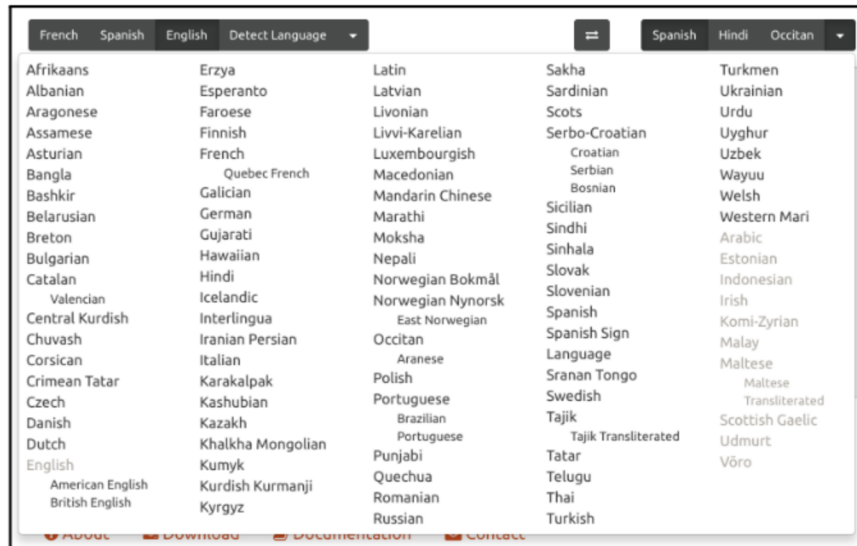 French Spanish English Detect Language
Spanish Hindi Occitan
Afrikaans
Albanian
Aragonese
Assamese
Asturian
Bangla
Bashkir
Belarusian
Breton
Bulgarian
Catalan
Valencian
Central Kurdish
Chuvash
Corsican
Crimean Tatar
Czech
Danish
Dutch
English
American English
British English
Erzya
Esperanto
Faroese
Finnish
French
Quebec French
Galician
German
Gujarati
Hawaiian
Hindi
Icelandic
Interlingua
Iranian Persian
Italian
Karakalpak
Kashubian
Kazakh
Khalkha Mongolian
Kumyk
Kurdish Kurmanji
Kyrgyz
Latin
Latvian
Livonian
Livvi-Karelian
Luxembourgish
Macedonian
Mandarin Chinese
Marathi
Moksha
Nepali
Norwegian Bokmål
Norwegian Nynorsk
East Norwegian
Occitan
Aranese
Polish
Portuguese
Brazilian
Portuguese
Punjabi
Quechua
Romanian
Russian
Sakha
Sardinian
Scots
Serbo-Croatian
Croatian
Serbian
Bosnian
Sicilian
Sindhi
Sinhala
Slovak
Slovenian
Spanish
Spanish Sign
Language
Sranan Tongo
Swedish
Tajik
Tajik Transliterated
Tatar
Telugu
Thai
Turkish
Turkmen
Ukrainian
Urdu
Uyghur
Uzbek
Wayuu
Welsh
Western Mari
Arabic
Estonian
Indonesian
Irish
Komi-Zyrian
Malay
Maltese
Maltese
Transliterated
Scottish Gaelic
Udmurt
Võro
About Download Documentation Contact